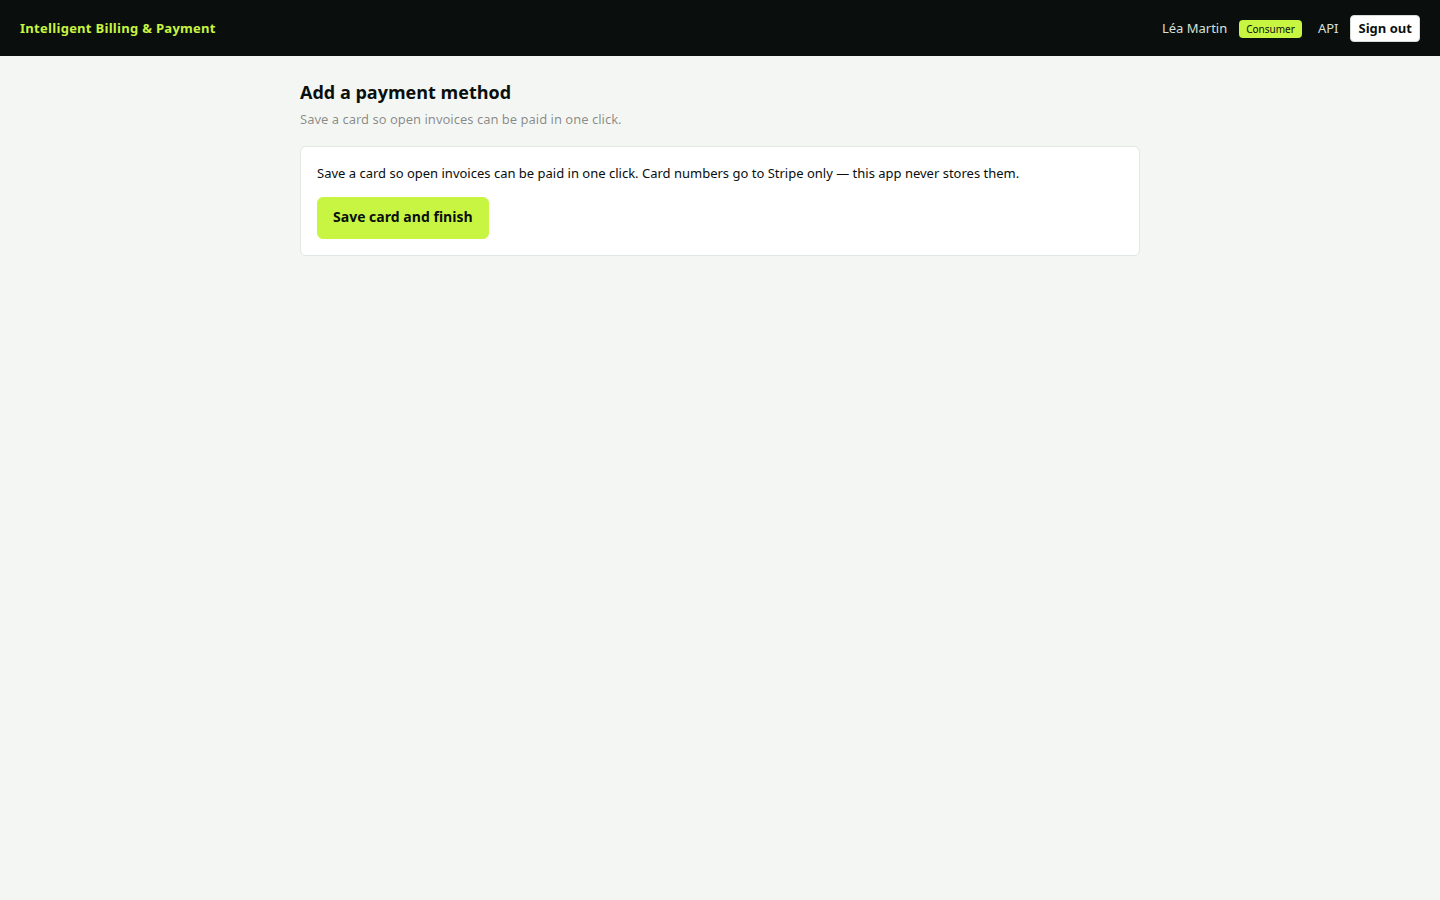 Intelligent Billing & Payment
Léa Martin
Consumer
API
Sign out
Add a payment method
Save a card so open invoices can be paid in one click.
Save a card so open invoices can be paid in one click. Card numbers go to Stripe only — this app never stores them.
Save card and finish